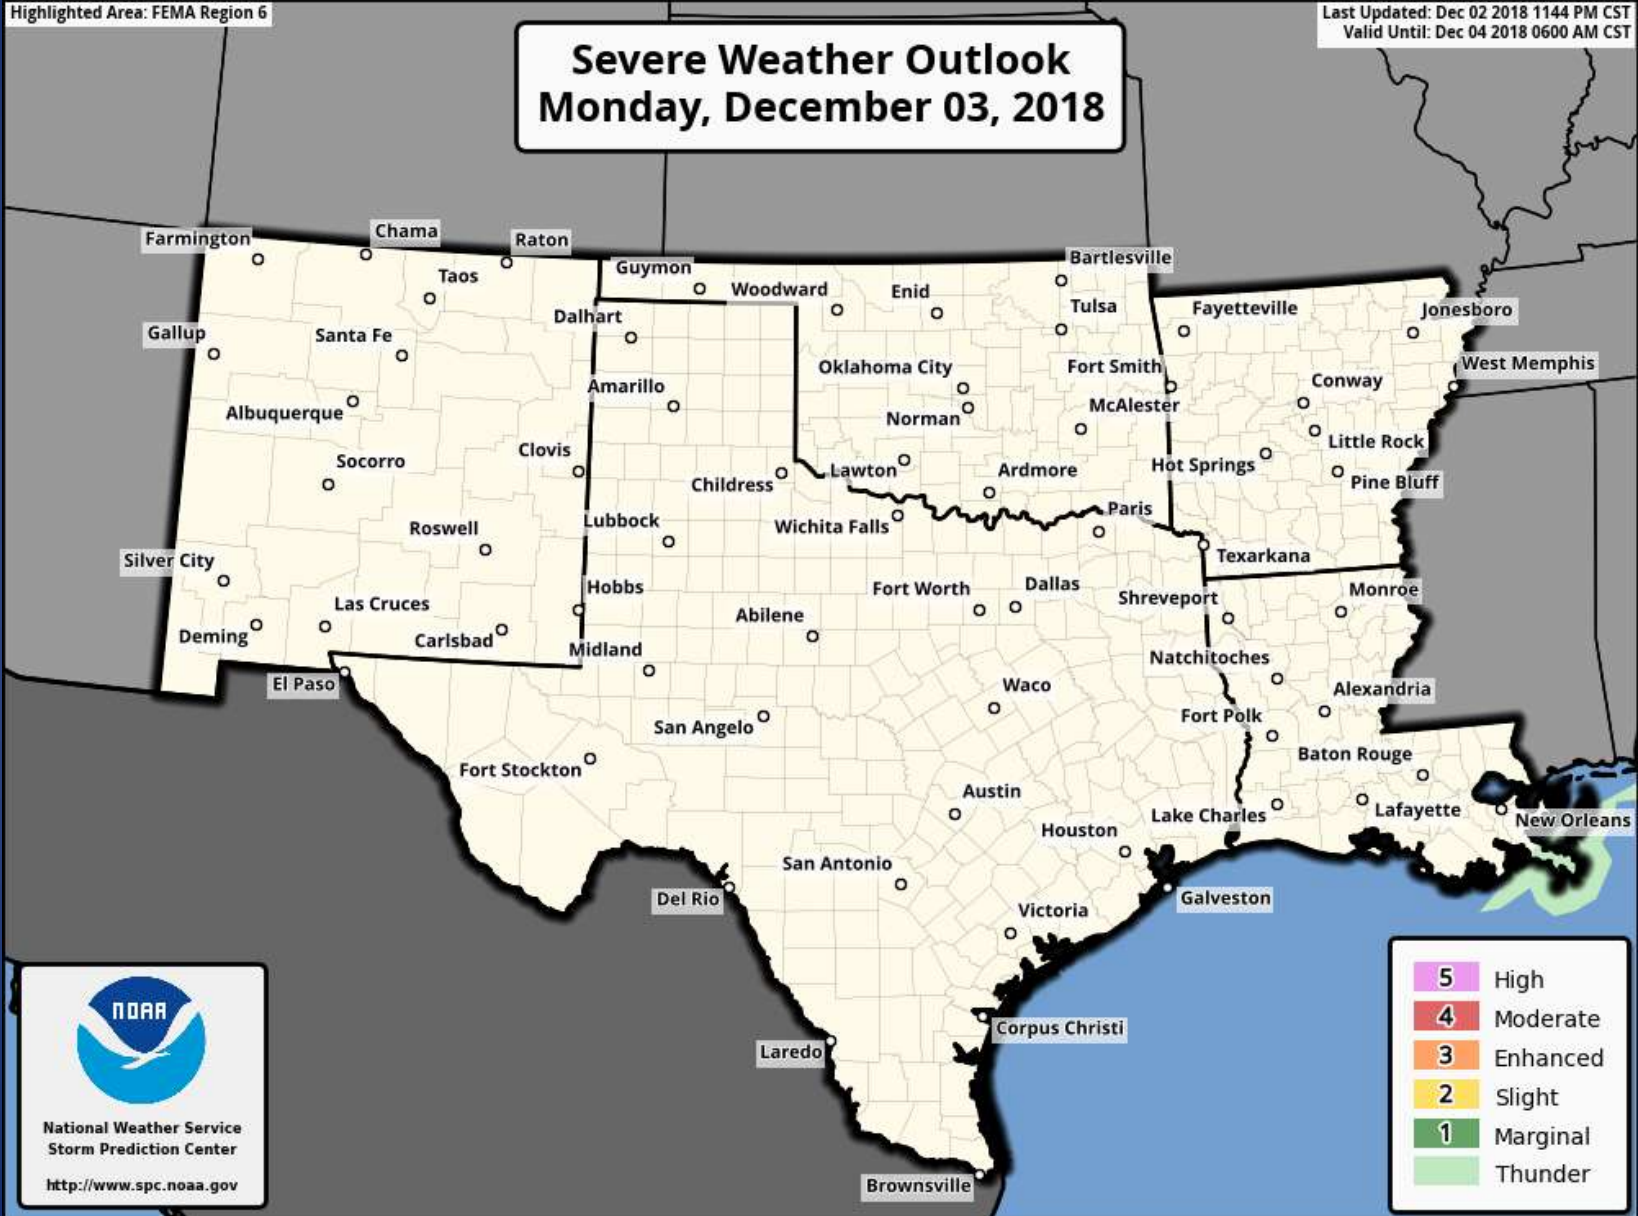 Highlighted Area: FEMA Region 6
Last Updated: Dec 02 2018 1144 PM CST
Valid Until: Dec 04 2018 0600 AM CST
Severe Weather Outlook
Monday, December 03, 2018
Farmington
Chama
Raton
Taos
Guymon
Woodward
Enid
Bartlesville
Tulsa
Fayetteville
Jonesboro
Gallup
Santa Fe
Dalhart
Oklahoma City
Fort Smith
West Memphis
Amarillo
Conway
Albuquerque
Norman
McAlester
Little Rock
Clovis
Socorro
Lawton
Ardmore
Hot Springs
Childress
Pine Bluff
Paris
Roswell
Lubbock
Wichita Falls
Texarkana
Silver City
Hobbs
Fort Worth
Dallas
Shreveport
Monroe
Las Cruces
Abilene
Deming
Carlsbad
Midland
Natchitoches
El Paso
Waco
Alexandria
San Angelo
Fort Polk
Fort Stockton
Baton Rouge
Austin
Lake Charles
Lafayette
New Orleans
Houston
San Antonio
Del Rio
Galveston
Victoria
Corpus Christi
Laredo
Brownsville
NOAA
National Weather Service
Storm Prediction Center
http://www.spc.noaa.gov
5 High
4 Moderate
3 Enhanced
2 Slight
1 Marginal
Thunder